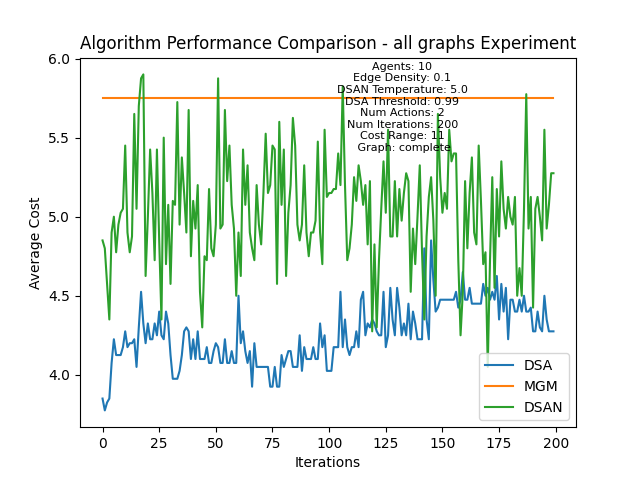 Algorithm Performance Comparison - all graphs Experiment
Agents: 10
Edge Density: 0.1
DSAN Temperature: 5.0
DSA Threshold: 0.99
Num Actions: 2
Num Iterations: 200
Cost Range: 11
Graph: complete
6.0
5.5
5.0
4.5
4.0
Average Cost
0
25
50
75
100
125
150
175
200
Iterations
DSA
MGM
DSAN